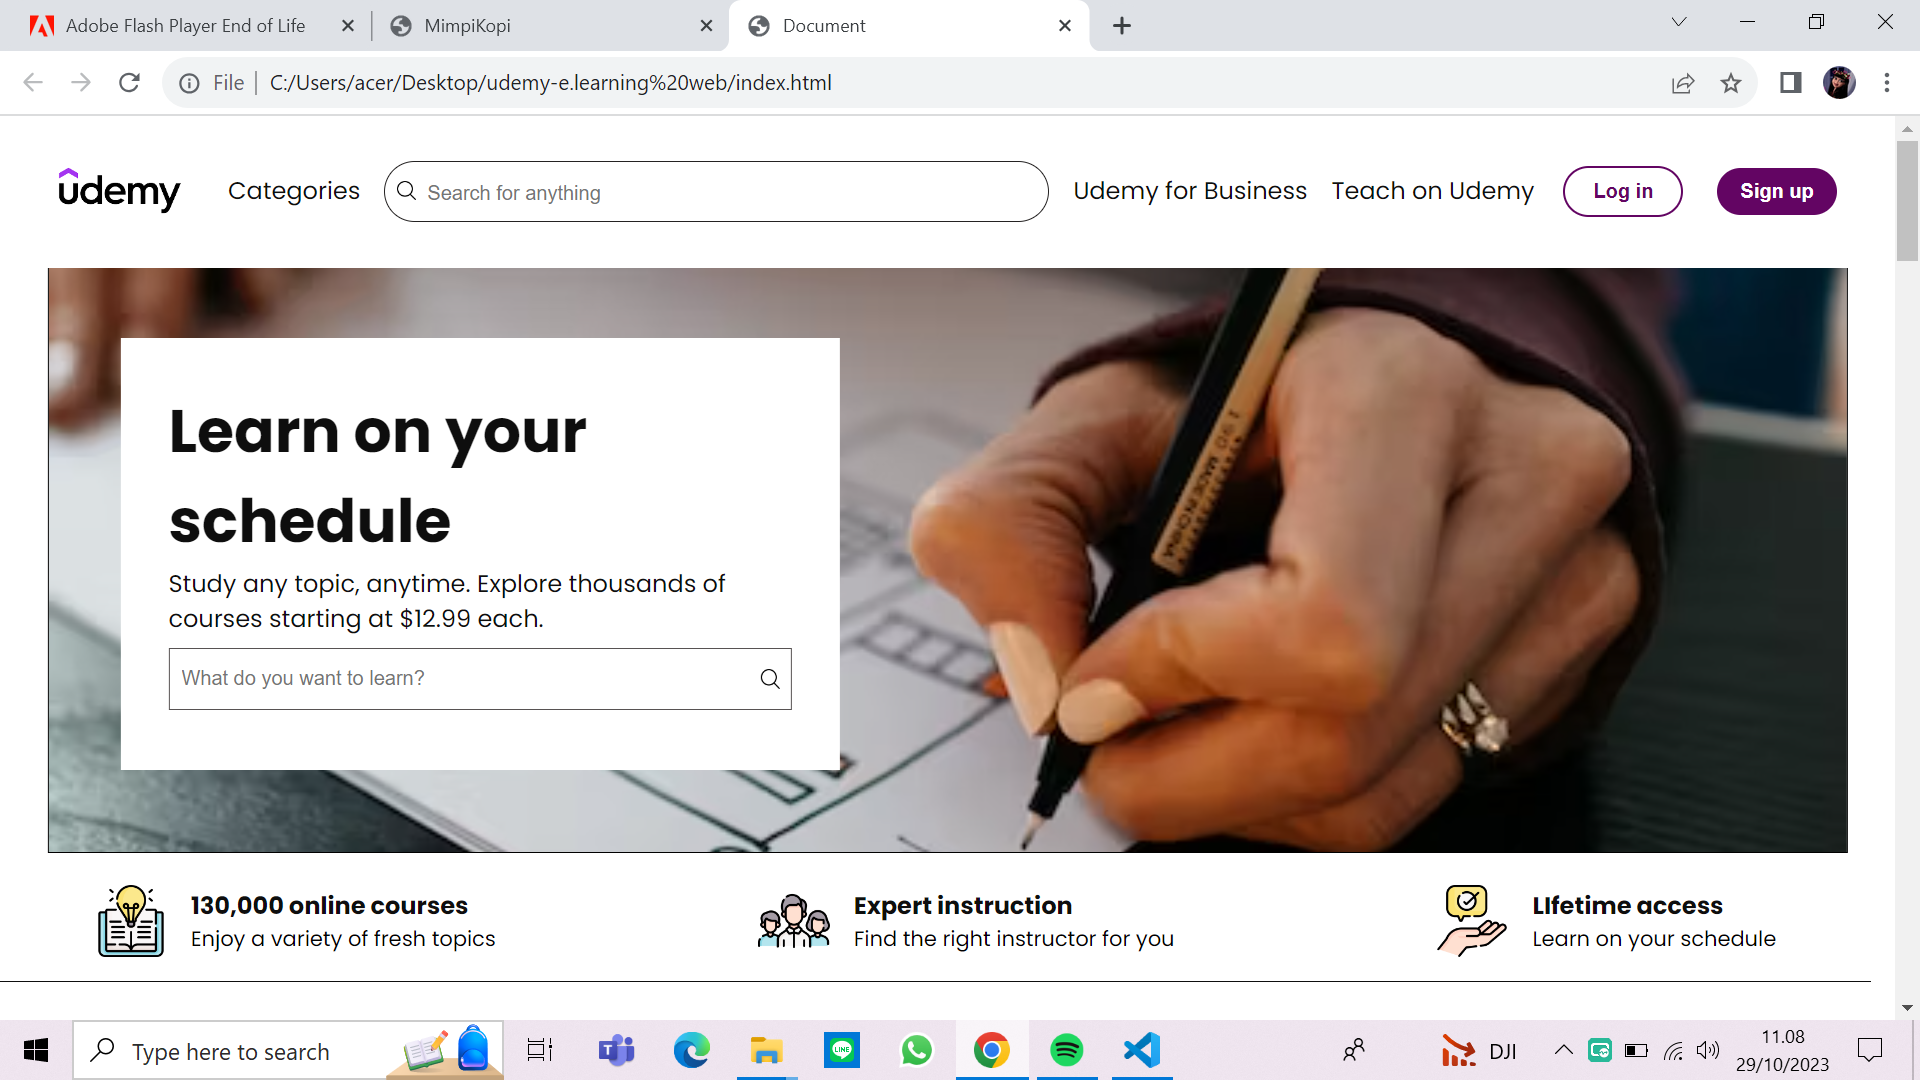 Adobe Flash Player End of Life
MimpiKopi
Document
File
C:/Users/acer/Desktop/udemy-e.learning%20web/index.html
udemy
Categories
Search for anything
Udemy for Business
Teach on Udemy
Log in
Sign up
Learn on your
schedule
Study any topic, anytime. Explore thousands of
courses starting at $12.99 each.
What do you want to learn?
130,000 online courses
Enjoy a variety of fresh topics
Expert instruction
Find the right instructor for you
LIfetime access
Learn on your schedule
Type here to search
LINE
DJI
11.08
29/10/2023